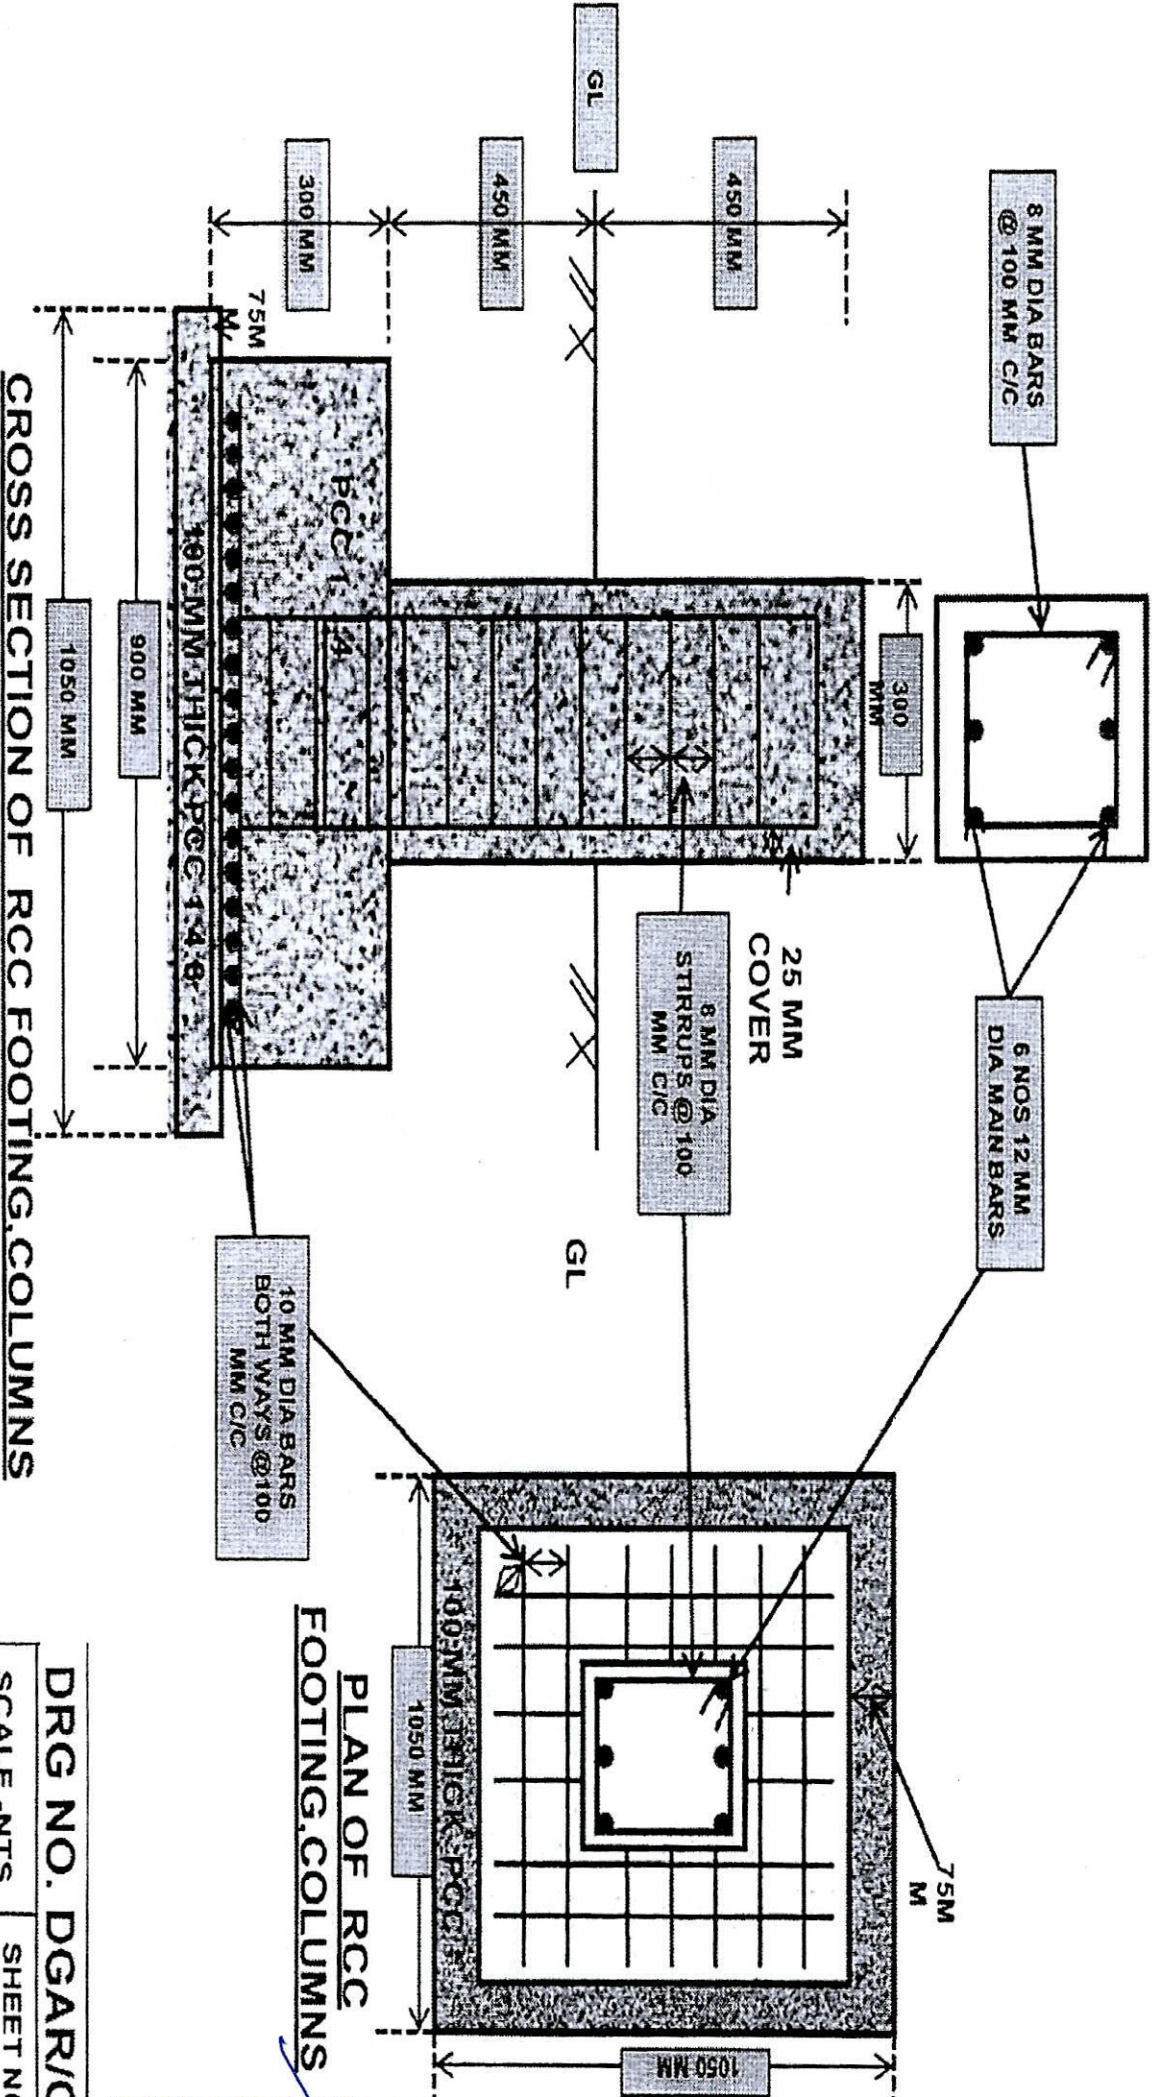 8 MM DIA BARS
@ 100 MM C/C
6 NOS 12 MM
DIA MAIN BARS
300
MM
450 MM
GL
450 MM
300 MM
75M
M
25 MM
COVER
8 MM DIA
STIRRUPS @ 100
MM C/C
GL
PCC 1
100 MM THICK PCC 1:4:8
10 MM DIA BARS
BOTH WAYS @100
MM C/C
900 MM
1050 MM
CROSS SECTION OF RCC FOOTING,COLUMNS
75M
M
100 MM THICK PCC
1050 MM
1050 MM
PLAN OF RCC
FOOTING,COLUMNS
DRG NO. DGAR/
SCALE -NTS
SHEET NO